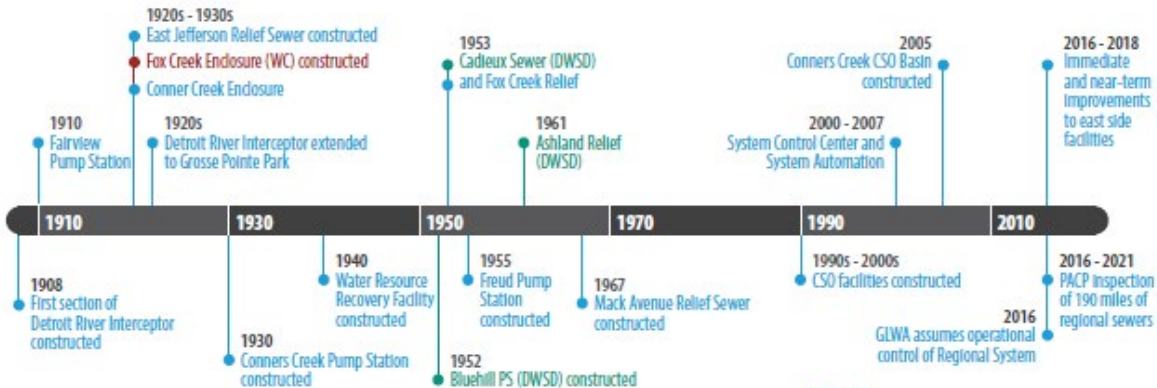 1920s - 1930s
East Jefferson Relief Sewer constructed
Fox Creek Enclosure (WC) constructed
Conner Creek Enclosure
1910
Fairview
Pump Station
1920s
Detroit River Interceptor extended
to Grosse Pointe Park
1953
Cadieux Sewer (DWSD)
and Fox Creek Relief
1961
Ashland Relief
(DWSD)
2005
Conners Creek CSO Basin
constructed
2000 - 2007
System Control Center and
System Automation
2016 - 2018
Immediate
and near-term
improvements
to east side
facilities
1910 1930 1950 1970 1990 2010
1908
First section of
Detroit River Interceptor
constructed
1930
Conners Creek Pump Station
constructed
1940
Water Resource
Recovery Facility
constructed
1952
Bluehill PS (DWSD) constructed
1955
Freud Pump
Station
constructed
1967
Mack Avenue Relief Sewer
constructed
1990s - 2000s
CSO facilities constructed
2016
GLWA assumes operational
control of Regional System
2016 - 2021
PACP inspection
of 190 miles of
regional sewers